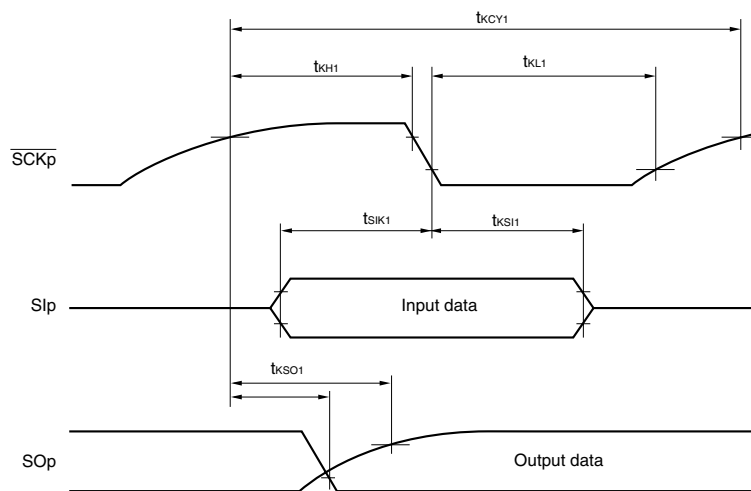 tKCY1
tKH1
tKL1
SCKp
tSIK1
tKSI1
SIp
Input data
tKSO1
SOp
Output data